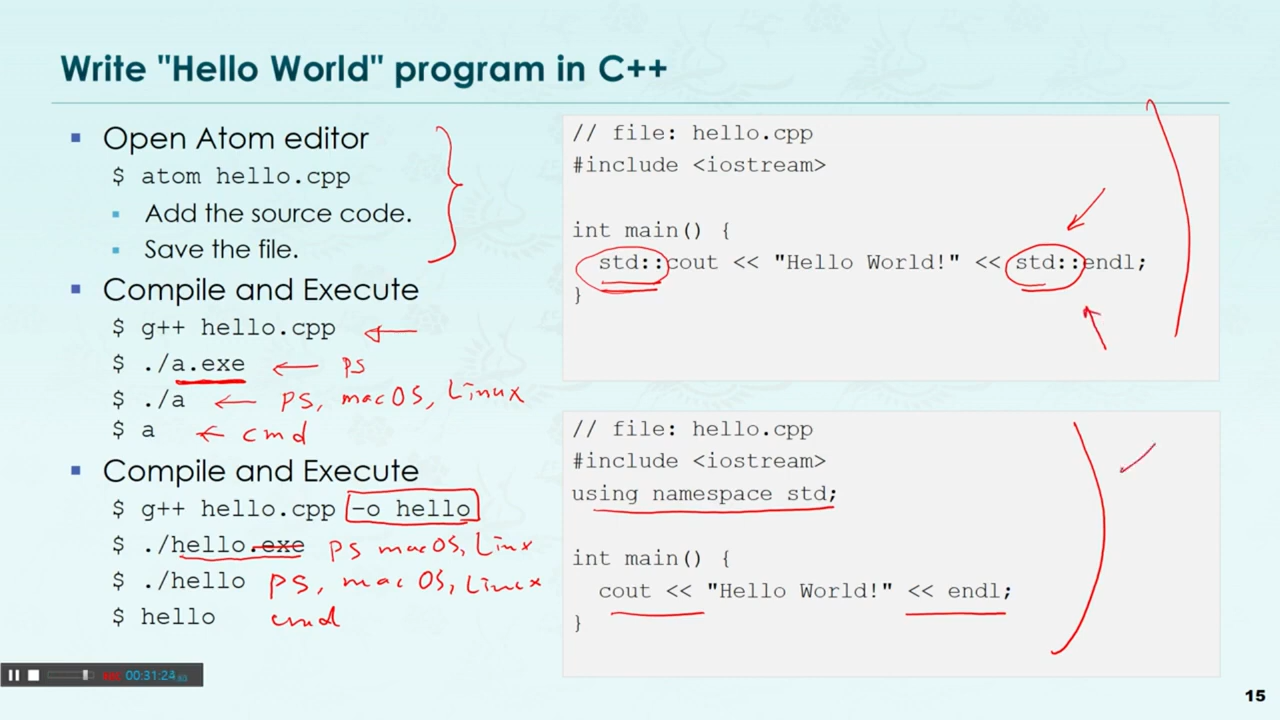 Write "Hello World" program in C++
Open Atom editor
$ atom hello.cpp
Add the source code.
Save the file.
Compile and Execute
$ g++ hello.cpp
$ ./a.exe ← PS
$ ./a ← PS, macOS, Linux
$ a ← cmd
Compile and Execute
$ g++ hello.cpp -o hello
$ ./hello.exe PS macOS, Linux
$ ./hello PS, macOS, Linux
$ hello cmd
// file: hello.cpp
#include <iostream>
int main() {
std::cout << "Hello World!" << std::endl;
}
// file: hello.cpp
#include <iostream>
using namespace std;
int main() {
cout << "Hello World!" << endl;
}
00:31:24
15